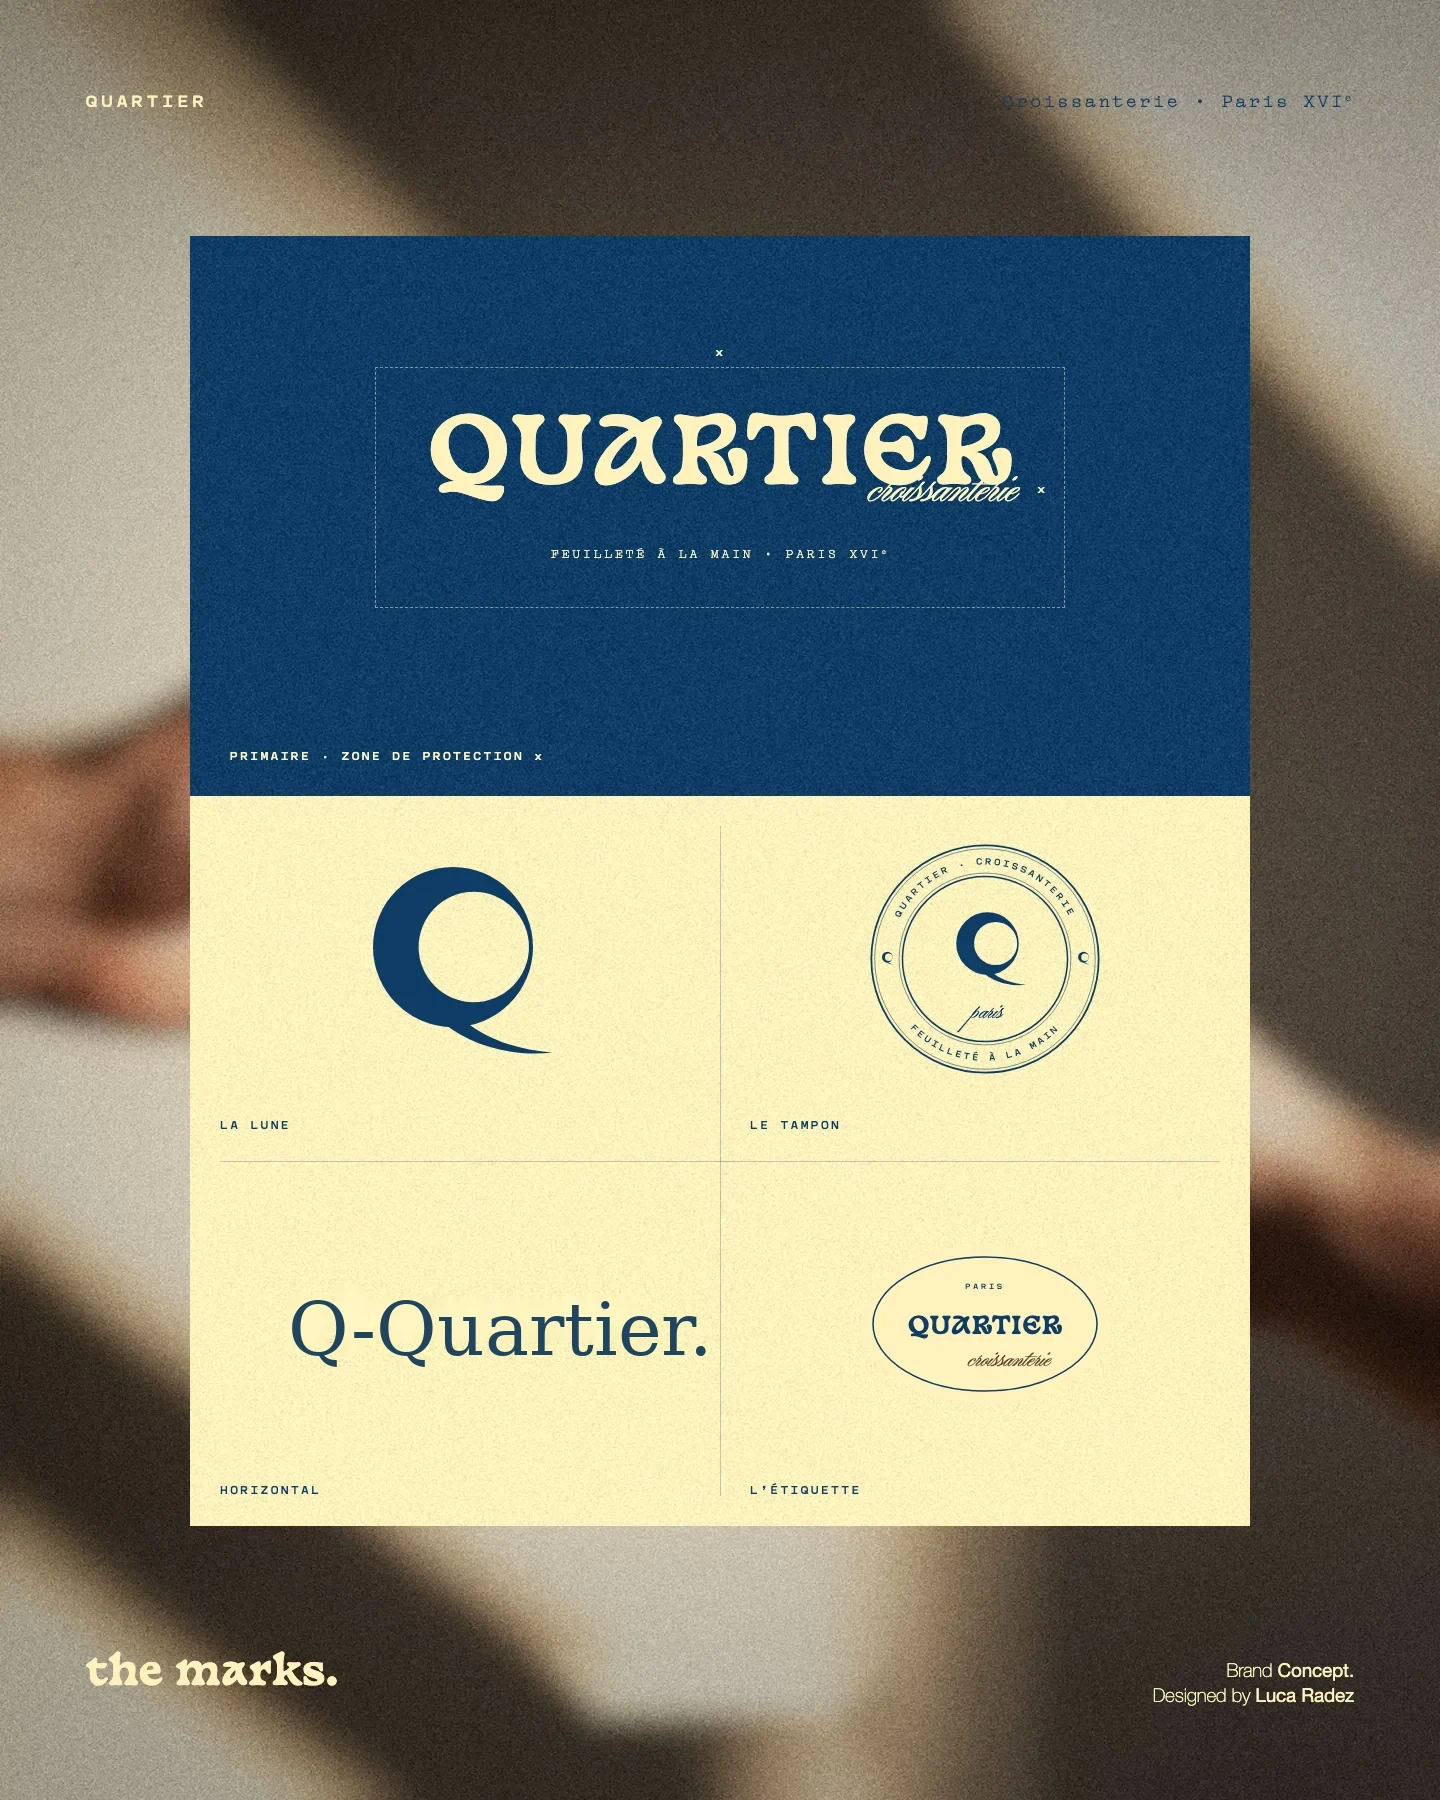 QUARTIER
Croissanterie • Paris XVIᵉ
x
QUARTIER
croissanterie
x
FEUILLETÉ À LA MAIN • PARIS XVIᵉ
PRIMAIRE · ZONE DE PROTECTION x
Q
QUARTIER · CROISSANTERIE
Q
Q
Q
paris
FEUILLETÉ À LA MAIN
LA LUNE
LE TAMPON
Q-Quartier.
PARIS
QUARTIER
croissanterie
HORIZONTAL
L'ÉTIQUETTE
the marks.
Brand Concept.
Designed by Luca Radez